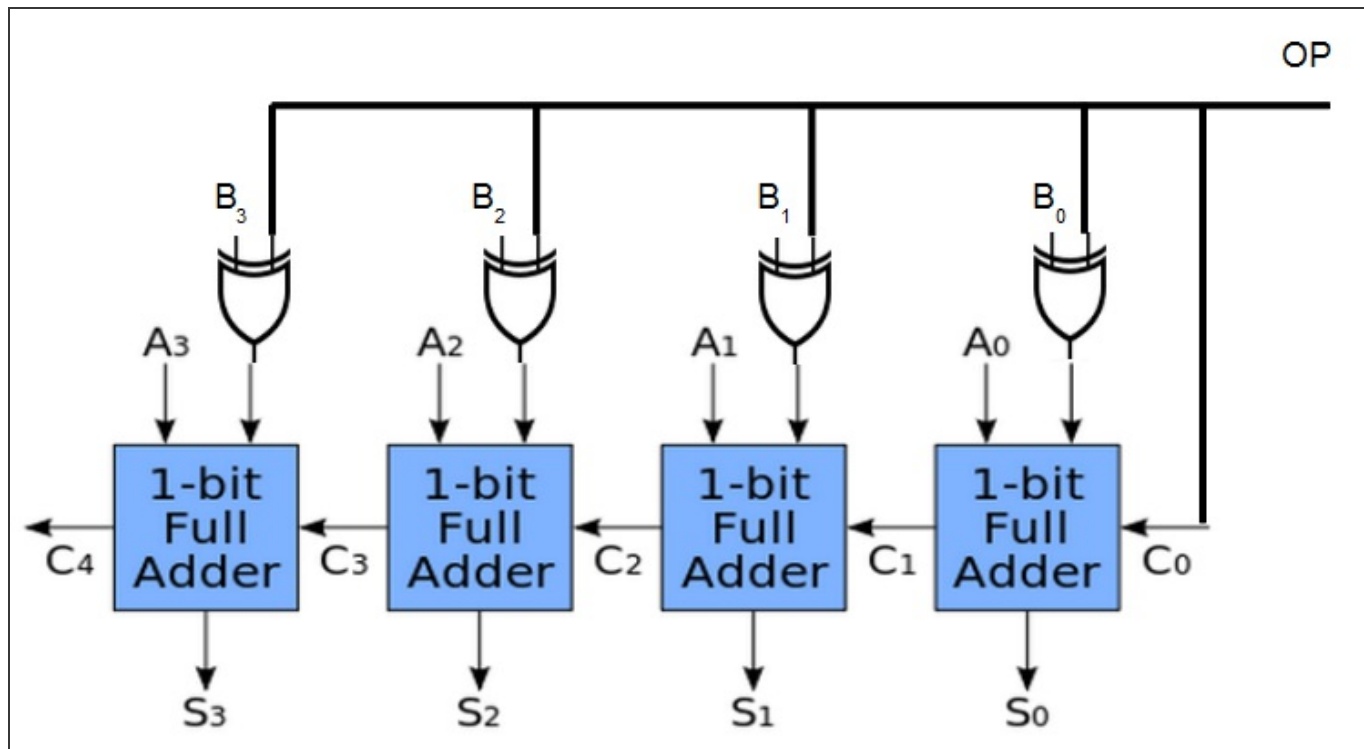 OP
B3 B2 B1 B0
A3 A2 A1 A0
1-bit 1-bit 1-bit 1-bit
Full Full Full Full
Adder Adder Adder Adder
C4 C3 C2 C1 C0
S3 S2 S1 S0